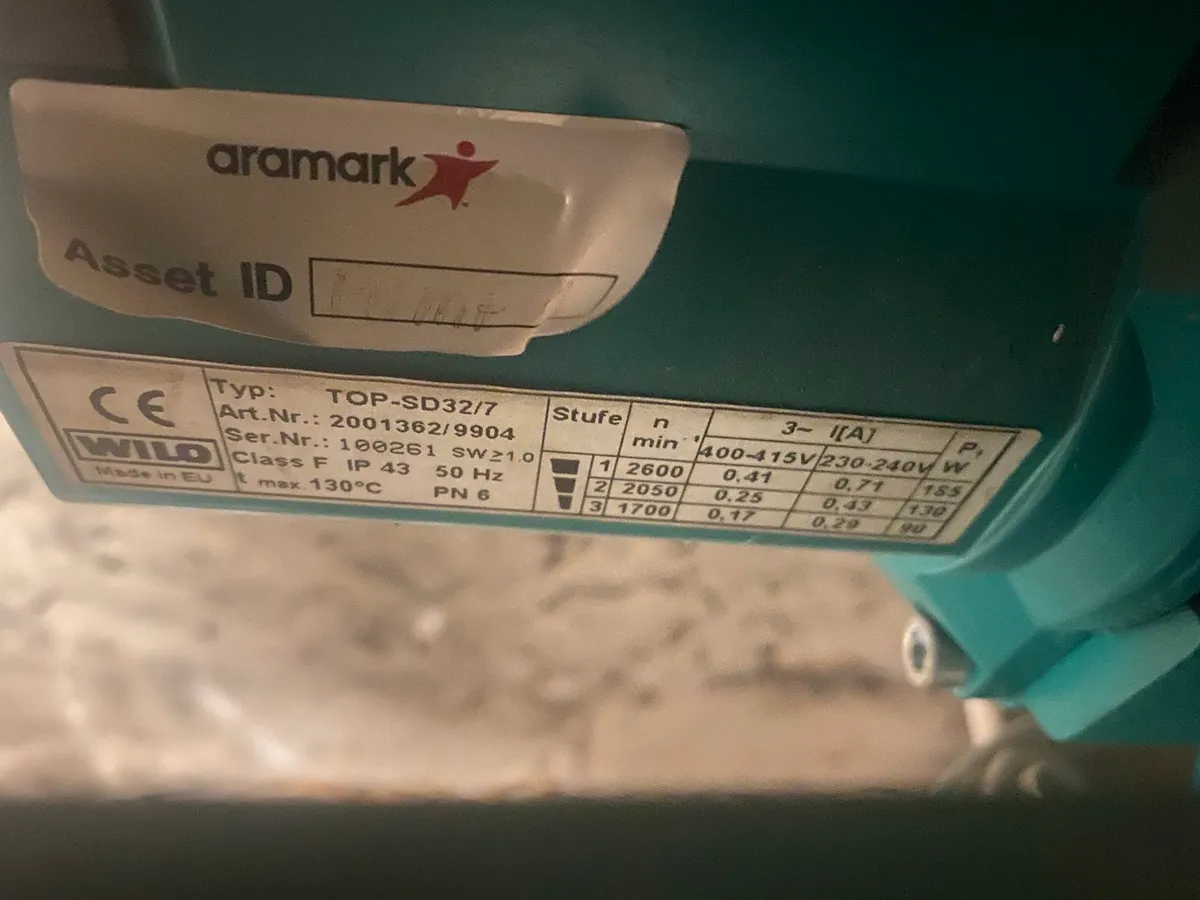 aramark
Asset ID
CE
WILO
Made in EU
Typ: TOP-SD32/7
Art.Nr.: 2001362/9904
Ser.Nr.: 100261 SW≥1.0
Class F IP 43 50 Hz
t max.130°C PN 6
Stufe n min⁻¹ 3~ I[A] P₁ W
400-415V 230-240V
1 2600 0,41 0,71 185
2 2050 0,25 0,43 130
3 1700 0,17 0,29 90